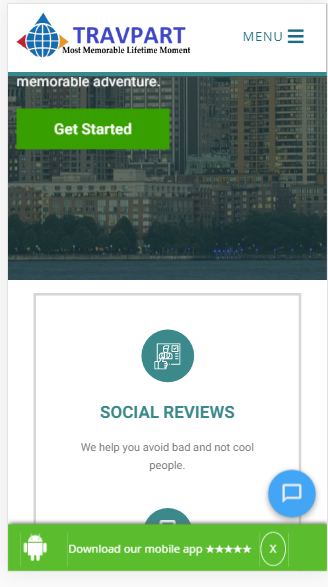 TRAVPART
Most Memorable Lifetime Moment
MENU
memorable adventure.
Get Started
SOCIAL REVIEWS
We help you avoid bad and not cool
people.
Download our mobile app ★★★★★
X